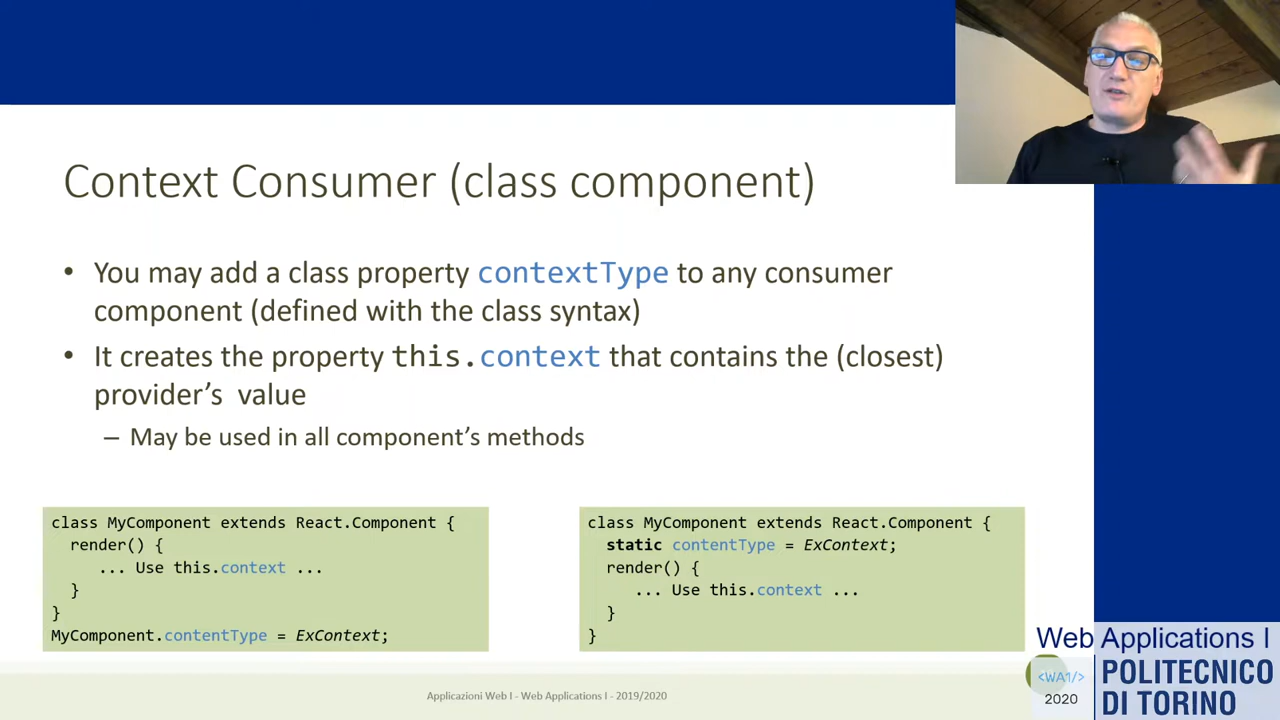 Context Consumer (class component)
• You may add a class property contextType to any consumer
component (defined with the class syntax)
• It creates the property this.context that contains the (closest)
provider's  value
– May be used in all component's methods
class MyComponent extends React.Component {
render() {
... Use this.context ...
}
}
MyComponent.contentType = ExContext;
class MyComponent extends React.Component {
static contentType = ExContext;
render() {
... Use this.context ...
}
}
Applicazioni Web I - Web Applications I - 2019/2020
Web Applications I
<WA1/>
2020
POLITECNICO
DI TORINO